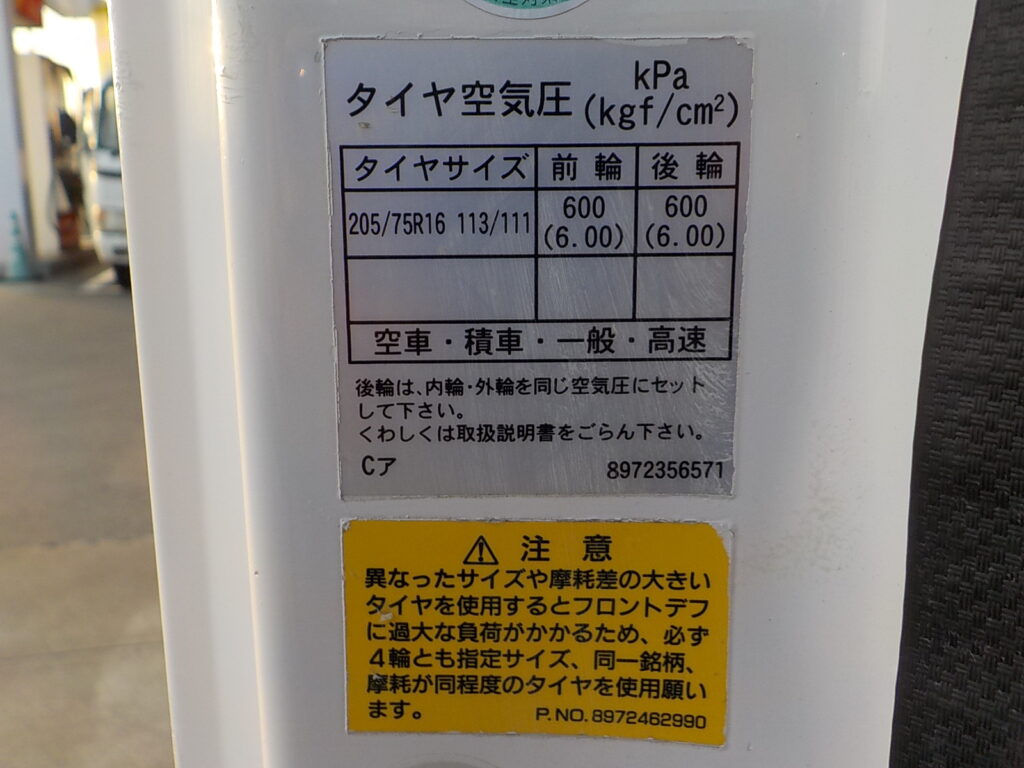 タイヤ空気圧 kPa
(kgf/cm²)
タイヤサイズ 前輪 後輪
205/75R16 113/111 600 (6.00) 600 (6.00)
空車・積車・一般・高速
後輪は、内輪・外輪を同じ空気圧にセット
して下さい。
くわしくは取扱説明書をごらん下さい。
Cア 8972356571
⚠ 注意
異なったサイズや摩耗差の大きい
タイヤを使用するとフロントデフ
に過大な負荷がかかるため、必ず
4輪とも指定サイズ、同一銘柄、
摩耗が同程度のタイヤを使用願い
ます。 P.NO.8972462990